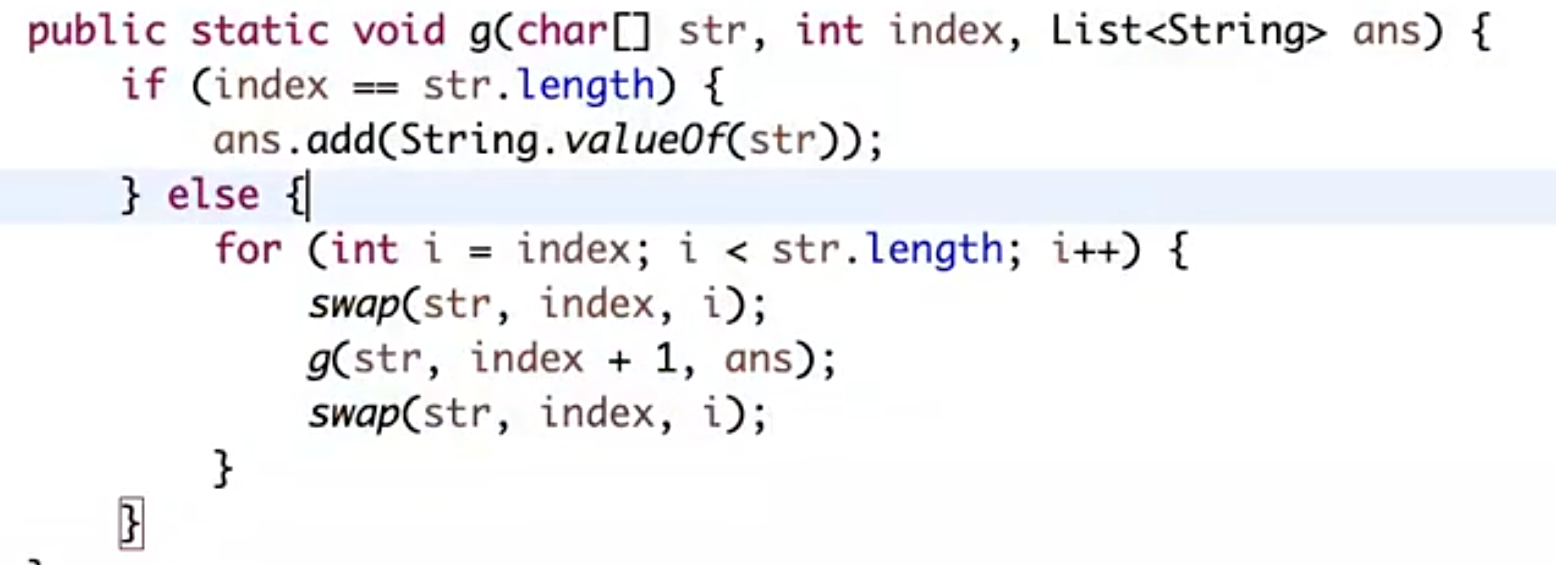 public static void g(char[] str, int index, List<String> ans) {
    if (index == str.length) {
        ans.add(String.valueOf(str));
    } else {
        for (int i = index; i < str.length; i++) {
            swap(str, index, i);
            g(str, index + 1, ans);
            swap(str, index, i);
        }
    }